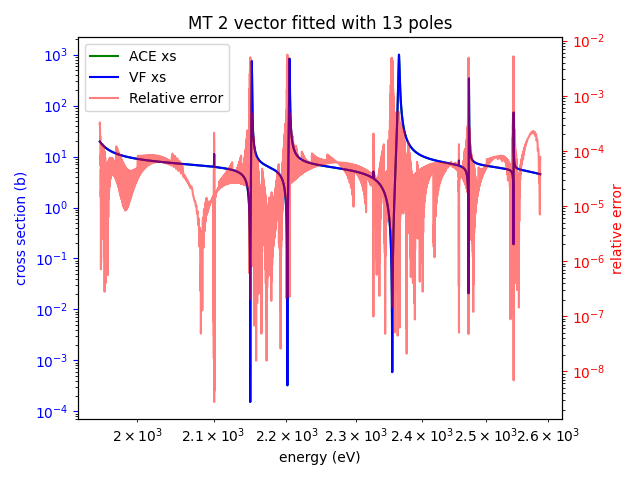 MT 2 vector fitted with 13 poles
ACE xs
VF xs
Relative error
10³
10²
10¹
10⁰
10⁻¹
10⁻²
10⁻³
10⁻⁴
cross section (b)
10⁻²
10⁻³
10⁻⁴
10⁻⁵
10⁻⁶
10⁻⁷
10⁻⁸
relative error
2 × 10³ 2.1 × 10³ 2.2 × 10³ 2.3 × 10³ 2.4 × 10³ 2.5 × 10³ 2.6 × 10³
energy (eV)